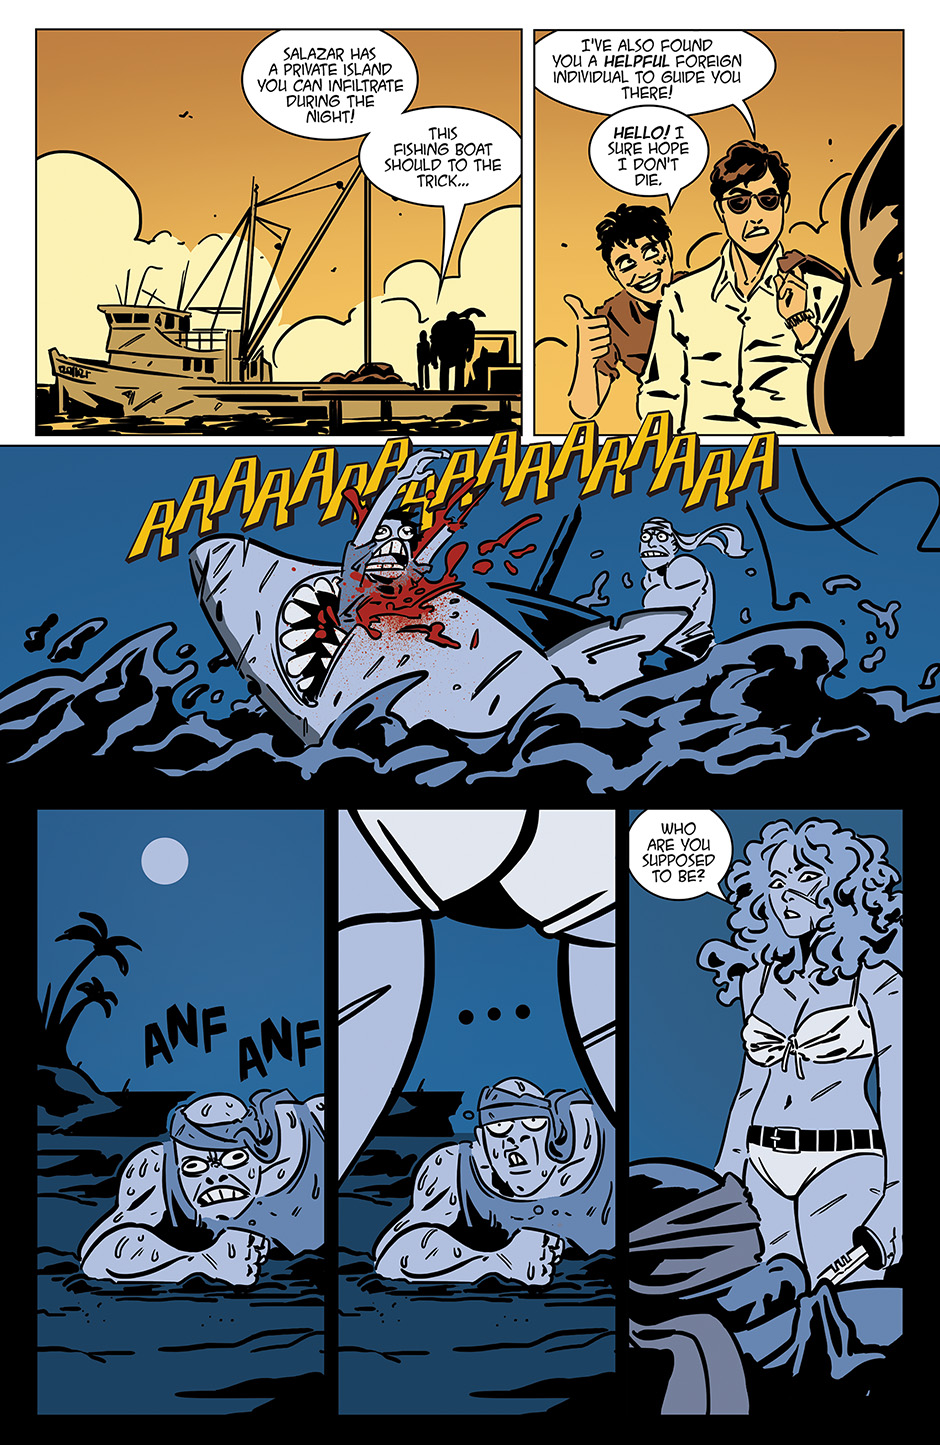 SALAZAR HAS
A PRIVATE ISLAND
YOU CAN INFILTRATE
DURING THE
NIGHT!
THIS
FISHING BOAT
SHOULD TO THE
TRICK...
I'VE ALSO FOUND
YOU A HELPFUL FOREIGN
INDIVIDUAL TO GUIDE YOU
THERE!
HELLO! I
SURE HOPE
I DON'T
DIE.
AAAAAAAAAAAAAAAAA
ANF
ANF
...
WHO
ARE YOU
SUPPOSED
TO BE?